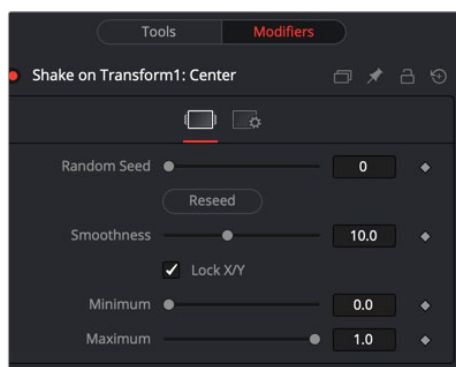 Tools Modifiers
Shake on Transform1: Center
Random Seed 0
Reseed
Smoothness 10.0
Lock X/Y
Minimum 0.0
Maximum 1.0